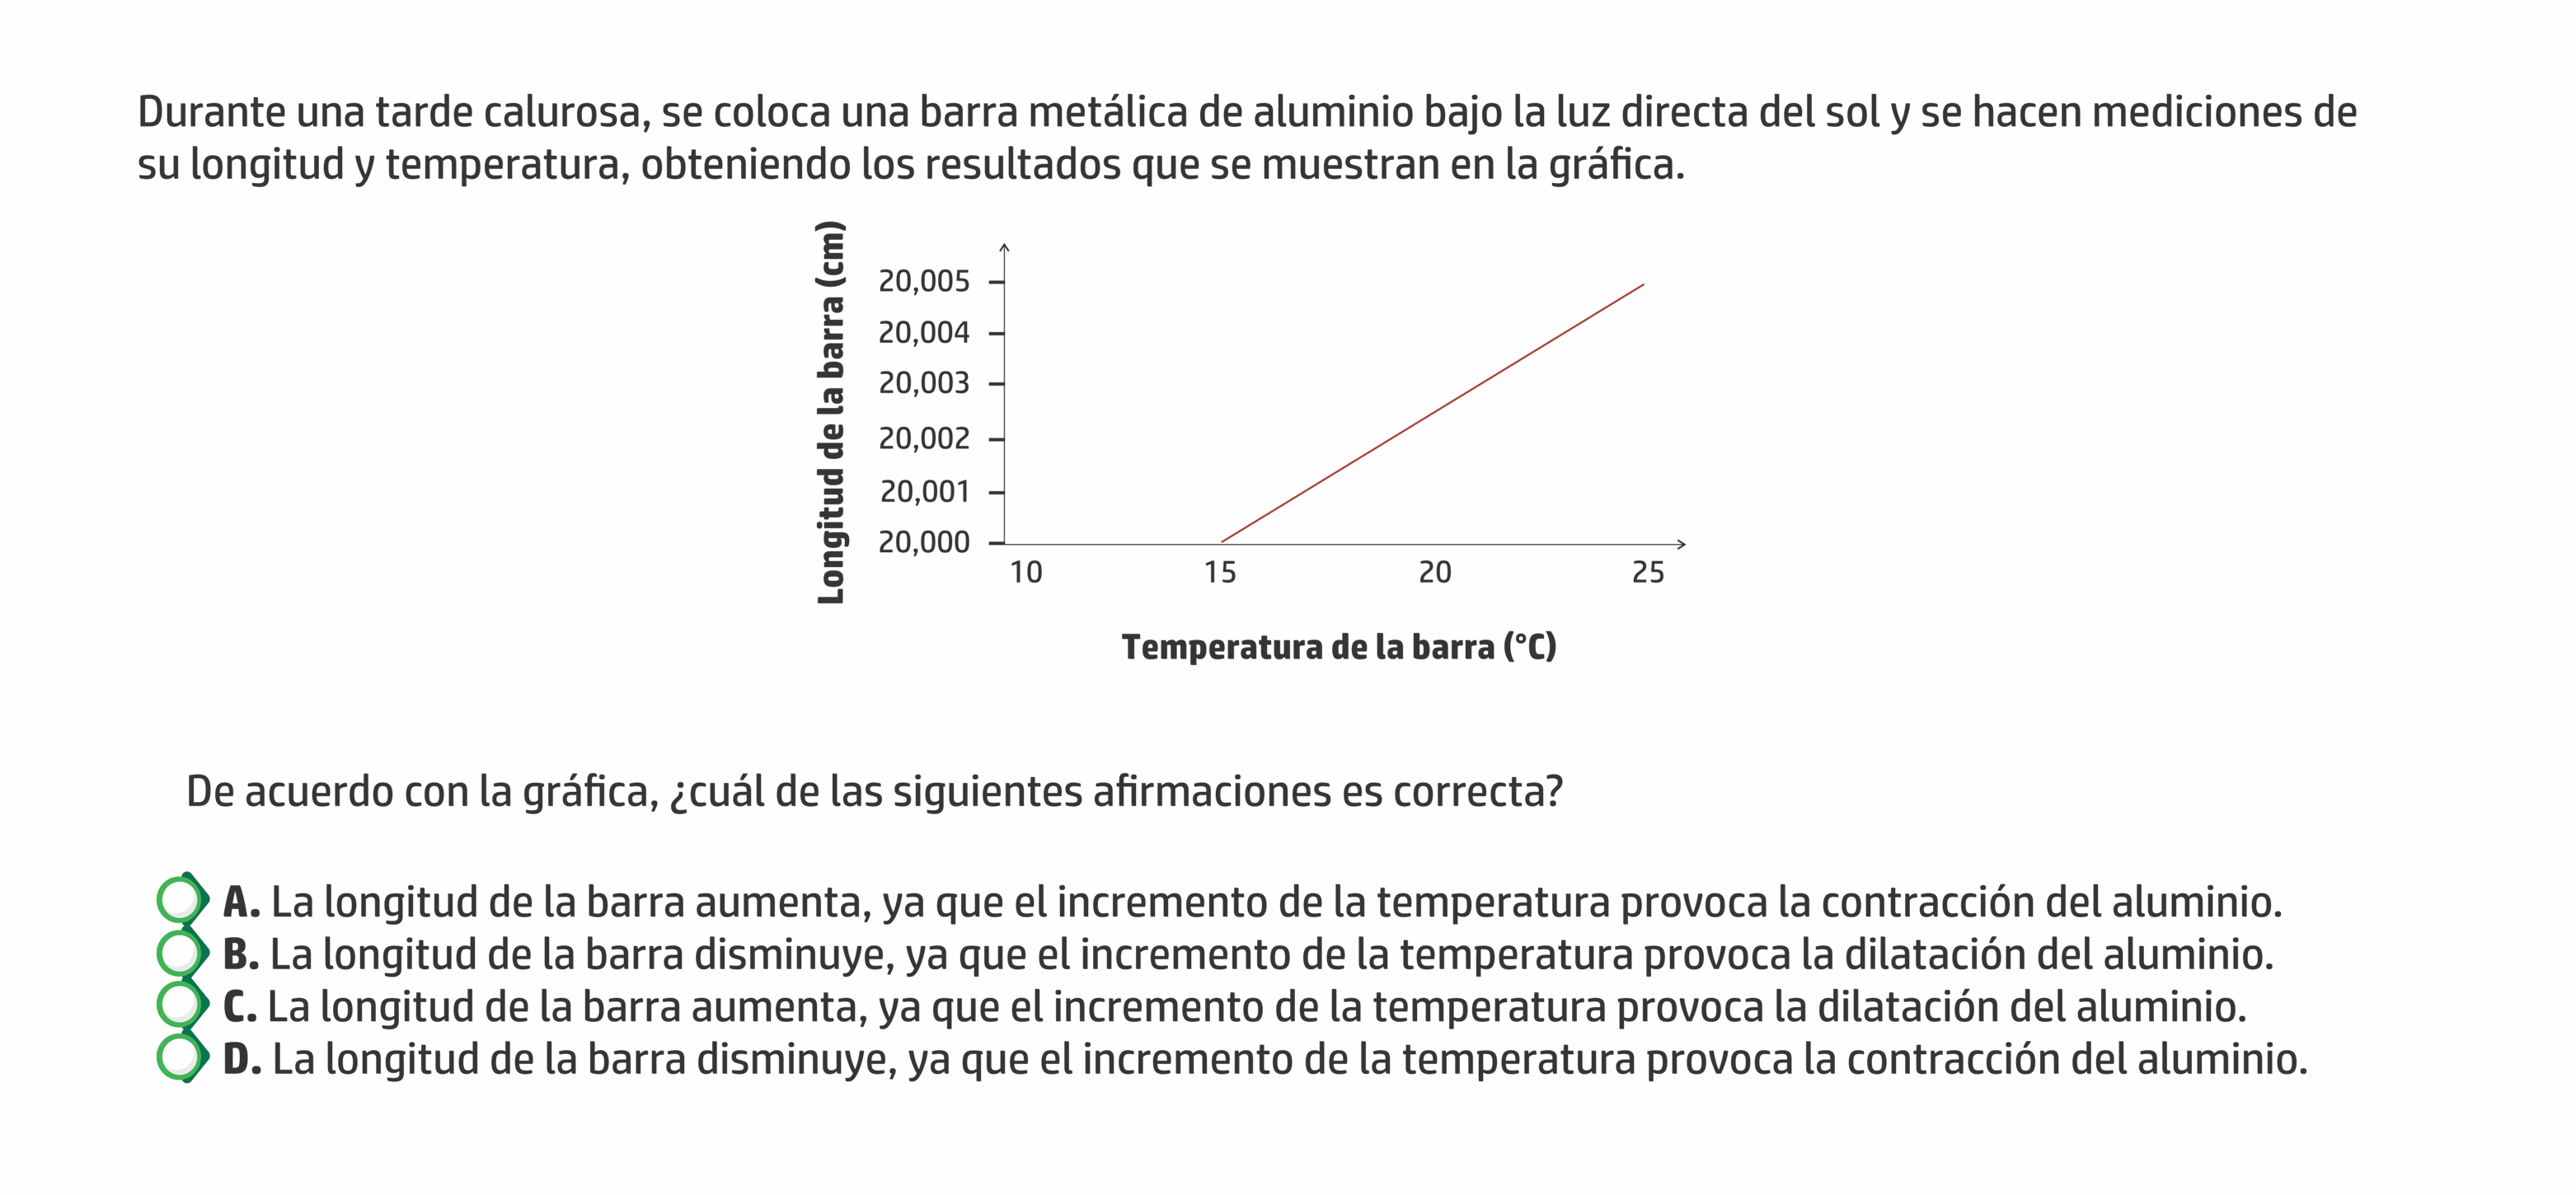 Durante una tarde calurosa, se coloca una barra metálica de aluminio bajo la luz directa del sol y se hacen mediciones de
su longitud y temperatura, obteniendo los resultados que se muestran en la gráfica.
Longitud de la barra (cm)
20,005
20,004
20,003
20,002
20,001
20,000
10 15 20 25
Temperatura de la barra (°C)
De acuerdo con la gráfica, ¿cuál de las siguientes afirmaciones es correcta?
A. La longitud de la barra aumenta, ya que el incremento de la temperatura provoca la contracción del aluminio.
B. La longitud de la barra disminuye, ya que el incremento de la temperatura provoca la dilatación del aluminio.
C. La longitud de la barra aumenta, ya que el incremento de la temperatura provoca la dilatación del aluminio.
D. La longitud de la barra disminuye, ya que el incremento de la temperatura provoca la contracción del aluminio.